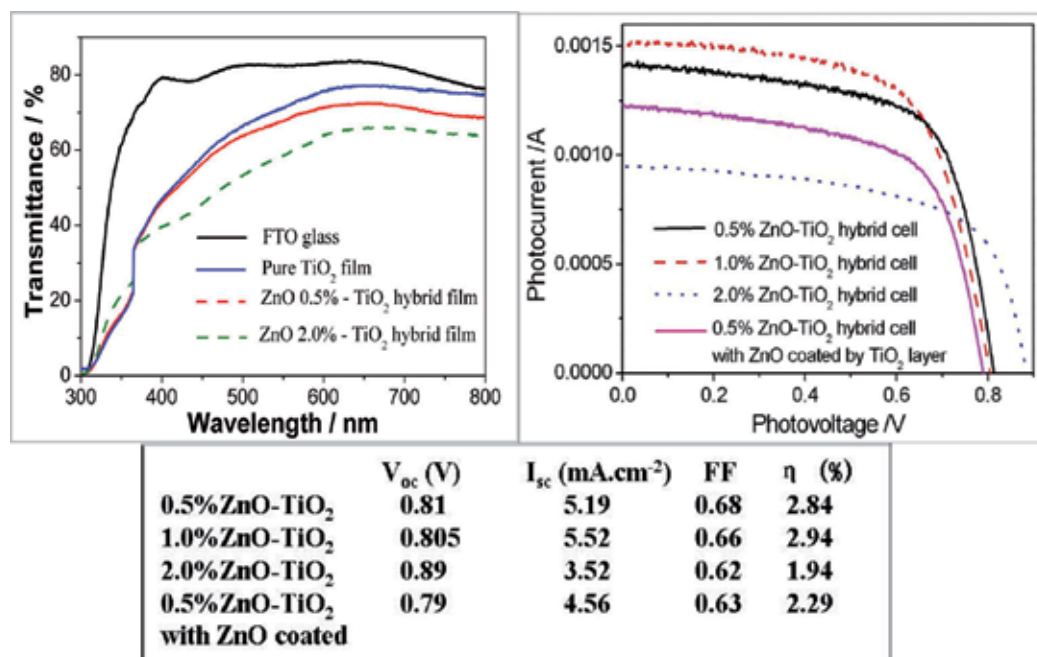 Transmittance / %
80
60
40
20
0
FTO glass
Pure TiO₂ film
ZnO 0.5% - TiO₂ hybrid film
ZnO 2.0% - TiO₂ hybrid film
300 400 500 600 700 800
Wavelength / nm
Photocurrent /A
0.0015
0.0010
0.0005
0.0000
0.5% ZnO-TiO₂ hybrid cell
1.0% ZnO-TiO₂ hybrid cell
2.0% ZnO-TiO₂ hybrid cell
0.5% ZnO-TiO₂ hybrid cell
with ZnO coated by TiO₂ layer
0.0 0.2 0.4 0.6 0.8
Photovoltage /V
V_oc (V) I_sc (mA.cm⁻²) FF η (%)
0.5%ZnO-TiO₂ 0.81 5.19 0.68 2.84
1.0%ZnO-TiO₂ 0.805 5.52 0.66 2.94
2.0%ZnO-TiO₂ 0.89 3.52 0.62 1.94
0.5%ZnO-TiO₂ 0.79 4.56 0.63 2.29
with ZnO coated